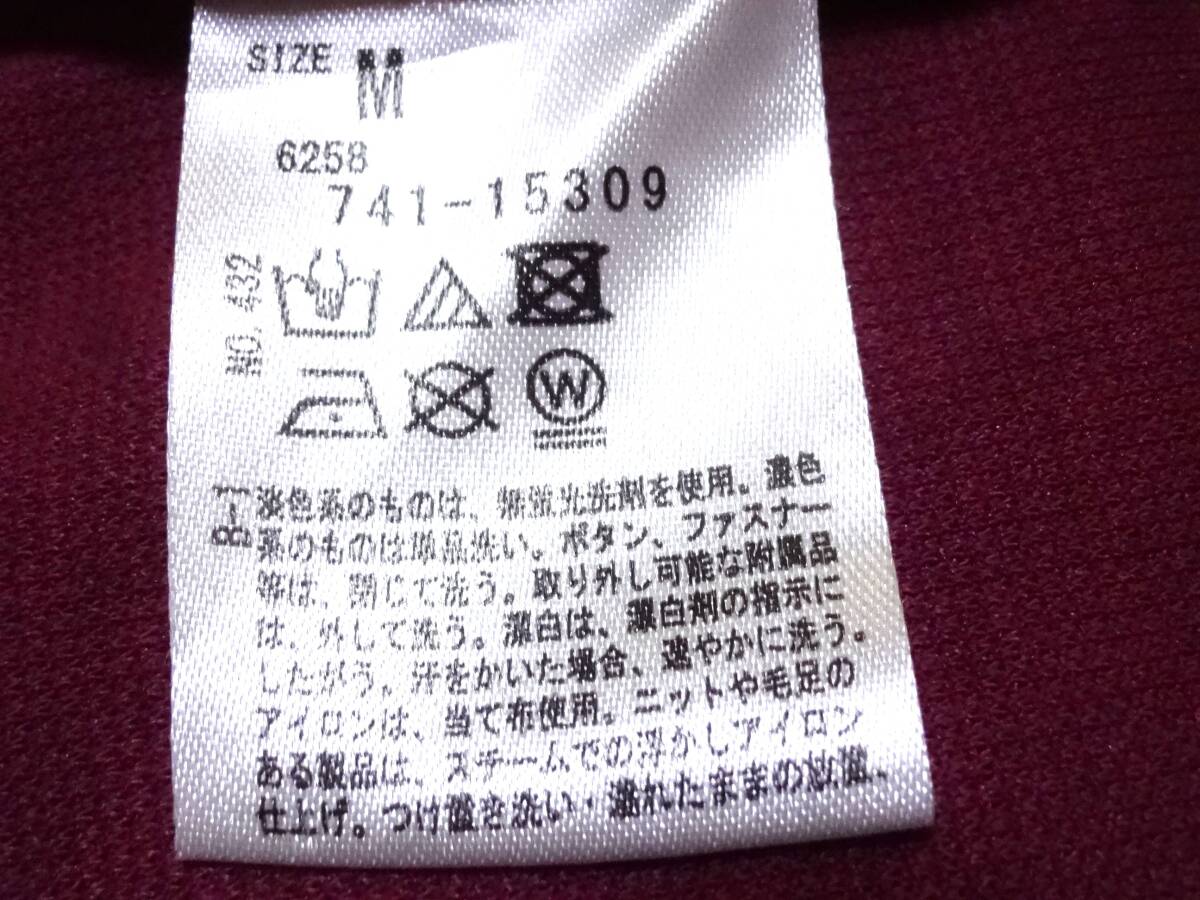 SIZE M
6258
741-15309
NO. 432
W
B-1
淡色系のものは、無蛍光洗剤を使用。濃色
系のものは単品洗い。ボタン、ファスナー
等は、閉じて洗う。取り外し可能な附属品
は、外して洗う。漂白は、漂白剤の指示に
したがう。汗をかいた場合、速やかに洗う。
アイロンは、当て布使用。ニットや毛足の
ある製品は、スチームでの浮かしアイロン
仕上げ。つけ置き洗い・濡れたままの放置、